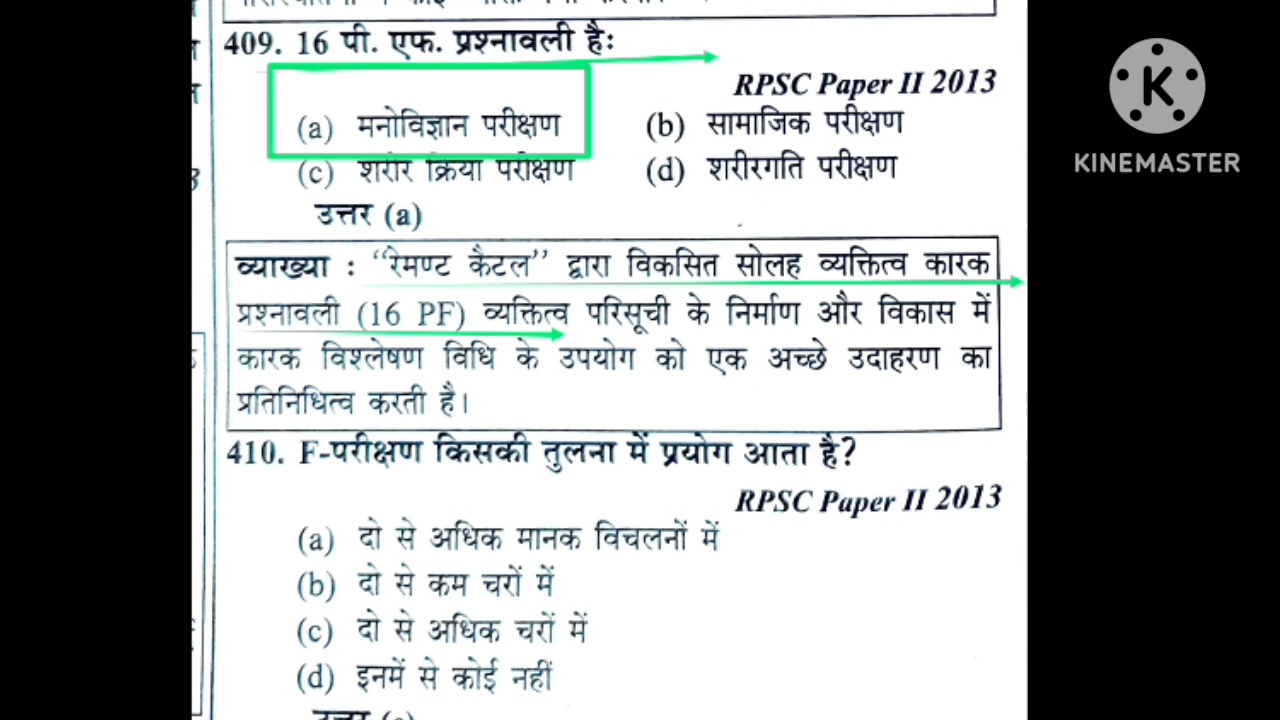 409. 16 पी. एफ. प्रश्नावली हैः
RPSC Paper II 2013
(a) मनोविज्ञान परीक्षण (b) सामाजिक परीक्षण
(c) शरीर क्रिया परीक्षण (d) शरीरगति परीक्षण
उत्तर (a)
व्याख्या : “रेमण्ट कैटल” द्वारा विकसित सोलह व्यक्तित्व कारक
प्रश्नावली (16 PF) व्यक्तित्व परिसूची के निर्माण और विकास में
कारक विश्लेषण विधि के उपयोग को एक अच्छे उदाहरण का
प्रतिनिधित्व करती है।
410. F-परीक्षण किसकी तुलना में प्रयोग आता है?
RPSC Paper II 2013
(a) दो से अधिक मानक विचलनों में
(b) दो से कम चरों में
(c) दो से अधिक चरों में
(d) इनमें से कोई नहीं
K
KINEMASTER